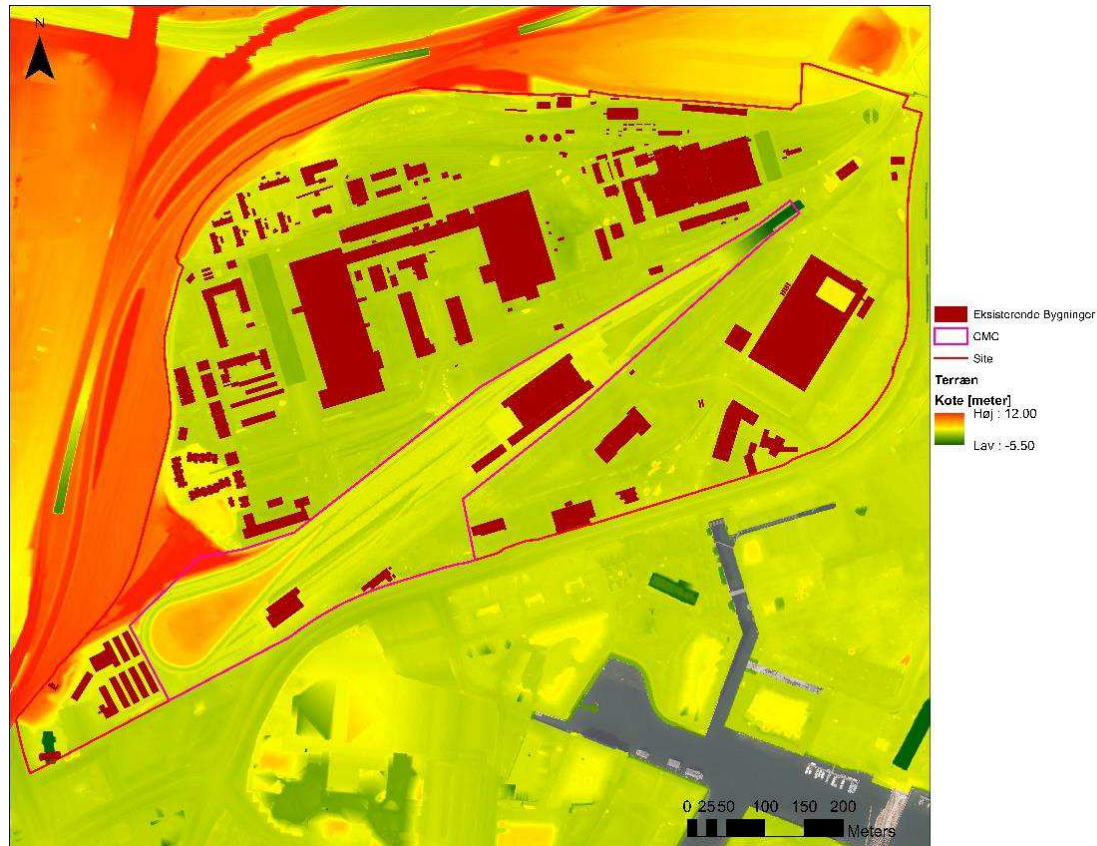 N
Eksisterende Bygninger
CMC
Site
Terræn
Kote [meter]
Høj : 12.00
Lav : -5.50
0 25 50 100 150 200
Meters